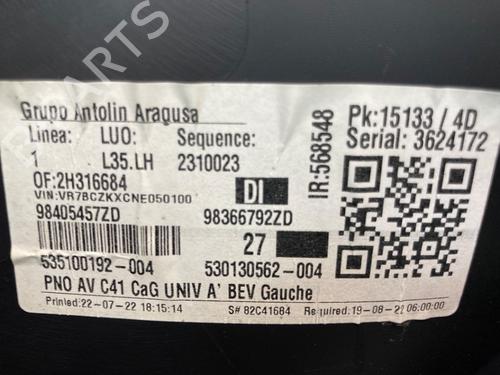 Grupo Antolin Aragusa
Linea: LUO: Sequence:
1 L35.LH 2310023
OF:2H316684
VIN:VR7BCZKXCNE050100
DI
98405457ZD 98366792ZD
27
535100192-004 530130562-004
PNO AV C41 CaG UNIV A' BEV Gauche
Printed:22-07-22 18:15:14 S# 82C41684 Required:19-08-22 06:00:00
IR:568548
Pk:15133 / 4D
Serial: 3624172
PARTS